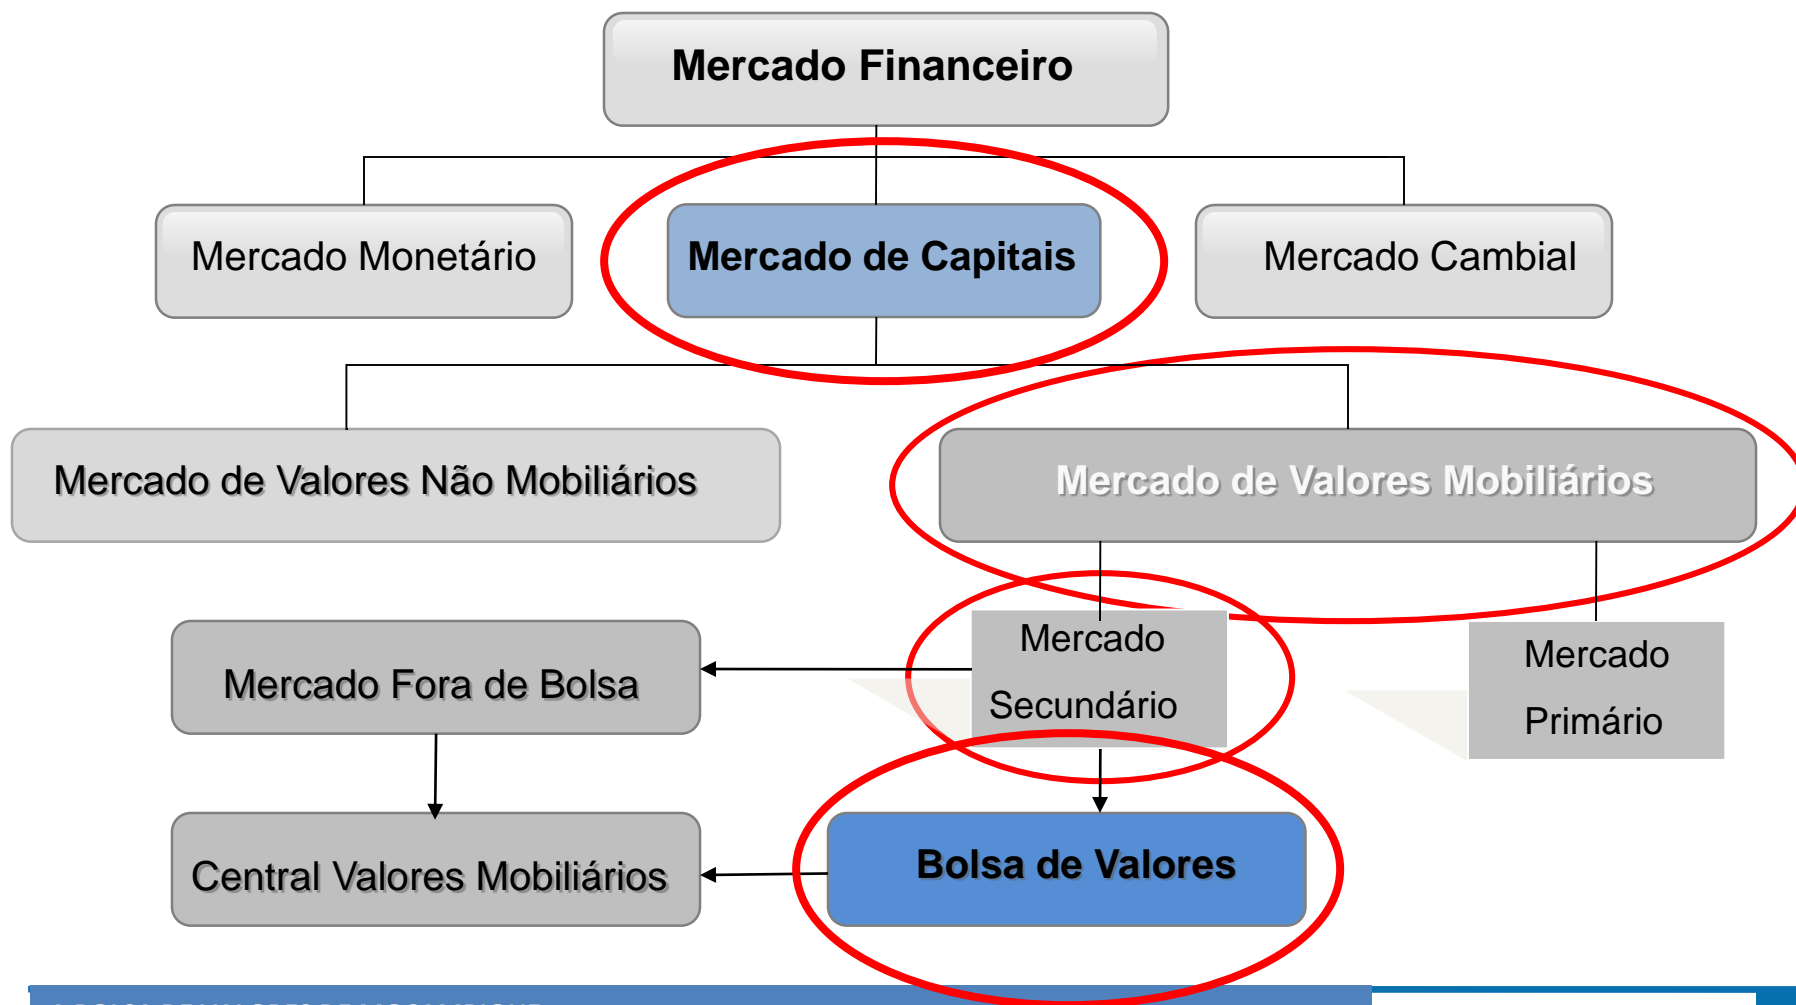 Mercado Financeiro
Mercado Monetário
Mercado de Capitais
Mercado Cambial
Mercado de Valores Não Mobiliários
Mercado de Valores Mobiliários
Mercado
Secundário
Mercado
Primário
Mercado Fora de Bolsa
Central Valores Mobiliários
Bolsa de Valores